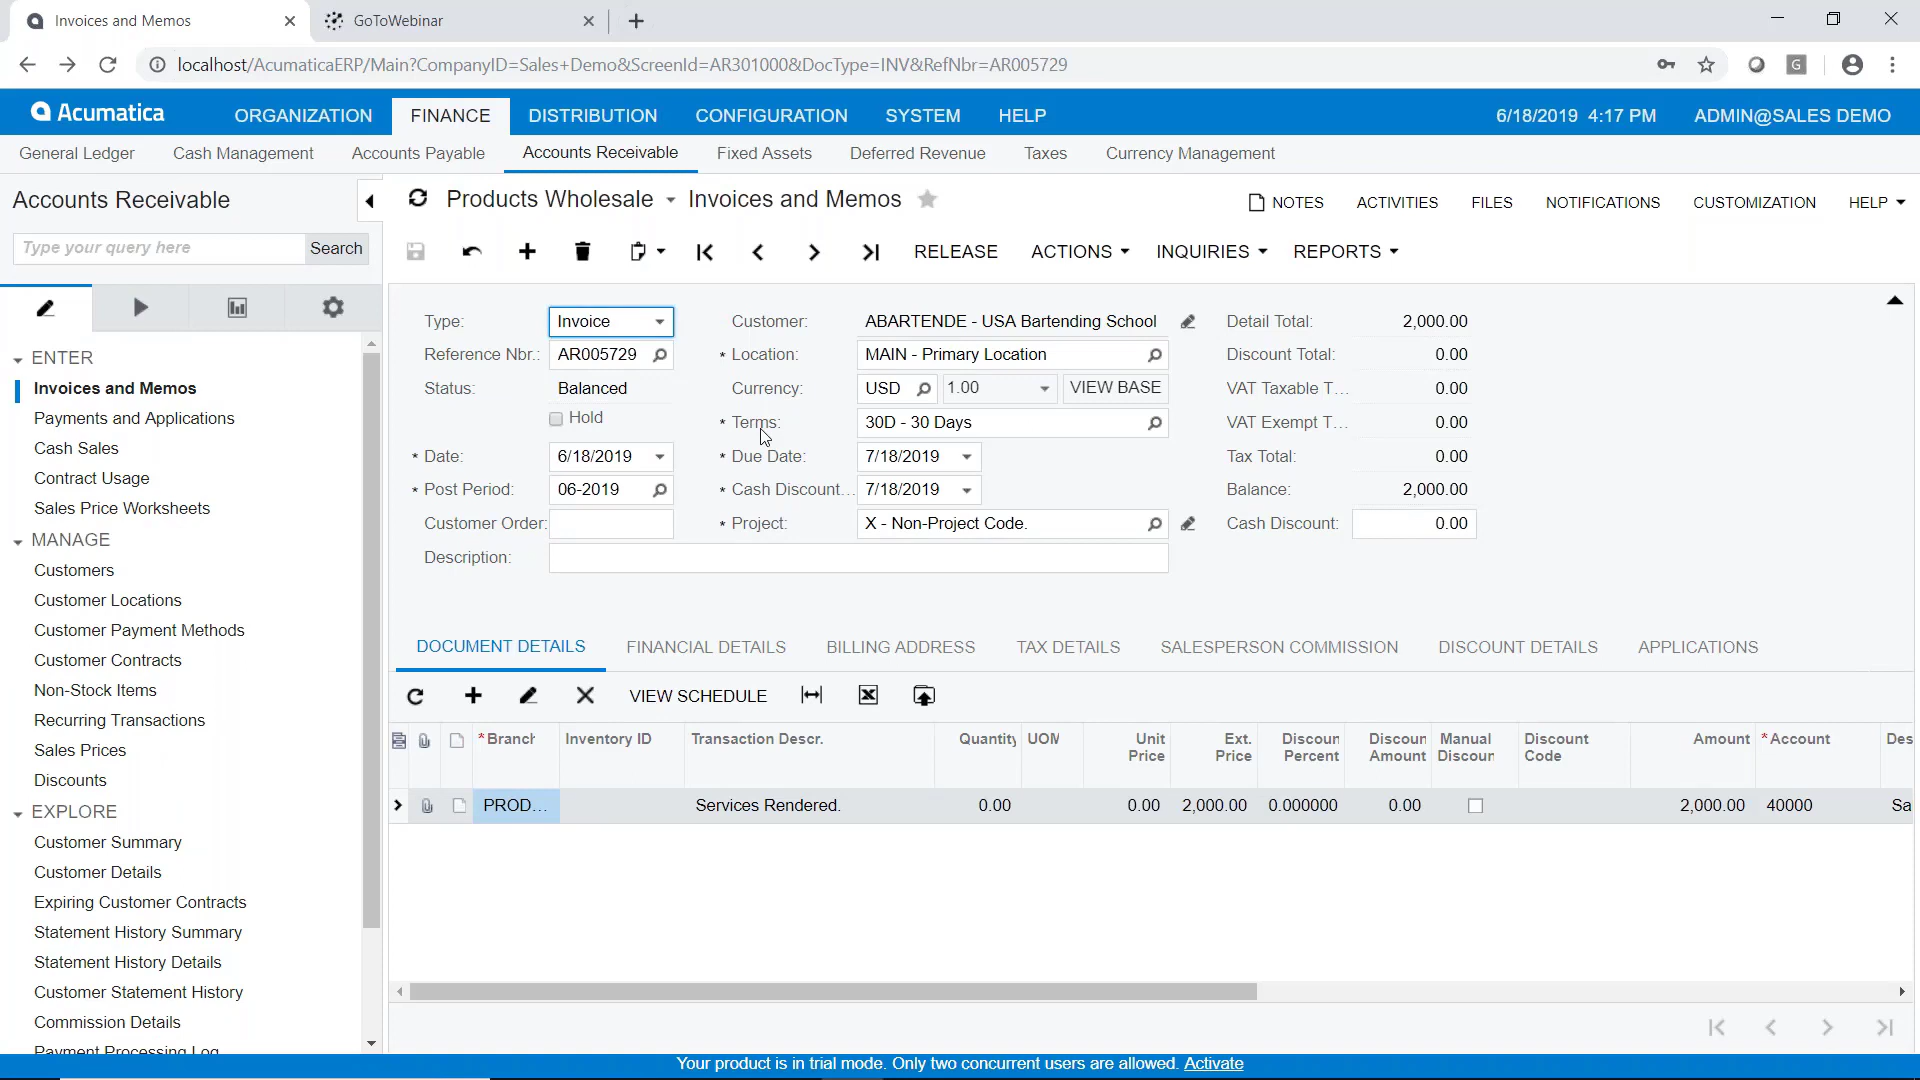 Invoices and Memos
GoToWebinar
localhost/AcumaticaERP/Main?CompanyID=Sales+Demo&ScreenId=AR301000&DocType=INV&RefNbr=AR005729
G
Acumatica ORGANIZATION FINANCE DISTRIBUTION CONFIGURATION SYSTEM HELP 6/18/2019 4:17 PM ADMIN@SALES DEMO
General Ledger Cash Management Accounts Payable Accounts Receivable Fixed Assets Deferred Revenue Taxes Currency Management
Accounts Receivable
Type your query here Search
ENTER
Invoices and Memos
Payments and Applications
Cash Sales
Contract Usage
Sales Price Worksheets
MANAGE
Customers
Customer Locations
Customer Payment Methods
Customer Contracts
Non-Stock Items
Recurring Transactions
Sales Prices
Discounts
EXPLORE
Customer Summary
Customer Details
Expiring Customer Contracts
Statement History Summary
Statement History Details
Customer Statement History
Commission Details
Payment Processing Log
Products Wholesale Invoices and Memos NOTES ACTIVITIES FILES NOTIFICATIONS CUSTOMIZATION HELP
RELEASE ACTIONS INQUIRIES REPORTS
Type: Invoice Customer: ABARTENDE - USA Bartending School Detail Total: 2,000.00
Reference Nbr.: AR005729 * Location: MAIN - Primary Location Discount Total: 0.00
Status: Balanced Currency: USD 1.00 VIEW BASE VAT Taxable T... 0.00
Hold * Terms: 30D - 30 Days VAT Exempt T... 0.00
* Date: 6/18/2019 * Due Date: 7/18/2019 Tax Total: 0.00
* Post Period: 06-2019 * Cash Discount... 7/18/2019 Balance: 2,000.00
Customer Order: * Project: X - Non-Project Code. Cash Discount: 0.00
Description:
DOCUMENT DETAILS FINANCIAL DETAILS BILLING ADDRESS TAX DETAILS SALESPERSON COMMISSION DISCOUNT DETAILS APPLICATIONS
VIEW SCHEDULE
*Branch Inventory ID Transaction Descr. Quantity UOM Unit Price Ext. Price Discoun Percent Discoun Amount Manual Discoun Discount Code Amount *Account Des
PROD... Services Rendered. 0.00 0.00 2,000.00 0.000000 0.00 2,000.00 40000 Sa
Your product is in trial mode. Only two concurrent users are allowed. Activate